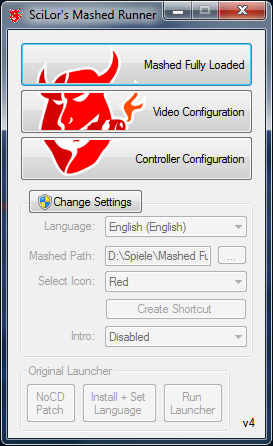 SciLor's Mashed Runner
Mashed Fully Loaded
Video Configuration
Controller Configuration
Change Settings
Language: English (English)
Mashed Path: D:\Spiele\Mashed Fu ...
Select Icon: Red
Create Shortcut
Intro: Disabled
Original Launcher
NoCD Patch
Install + Set Language
Run Launcher
v4